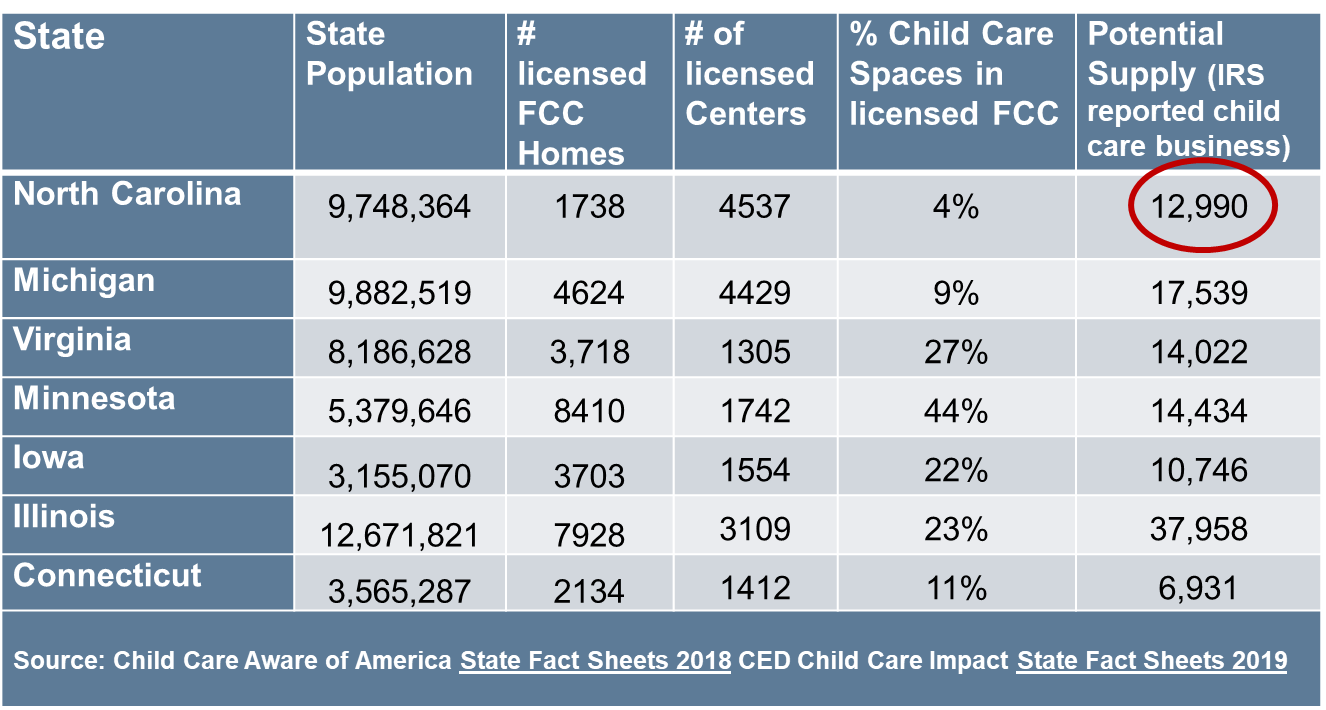 State
State Population
# licensed FCC Homes
# of licensed Centers
% Child Care Spaces in licensed FCC
Potential Supply (IRS reported child care business)
North Carolina 9,748,364 1738 4537 4% 12,990
Michigan 9,882,519 4624 4429 9% 17,539
Virginia 8,186,628 3,718 1305 27% 14,022
Minnesota 5,379,646 8410 1742 44% 14,434
Iowa 3,155,070 3703 1554 22% 10,746
Illinois 12,671,821 7928 3109 23% 37,958
Connecticut 3,565,287 2134 1412 11% 6,931
Source: Child Care Aware of America State Fact Sheets 2018 CED Child Care Impact State Fact Sheets 2019